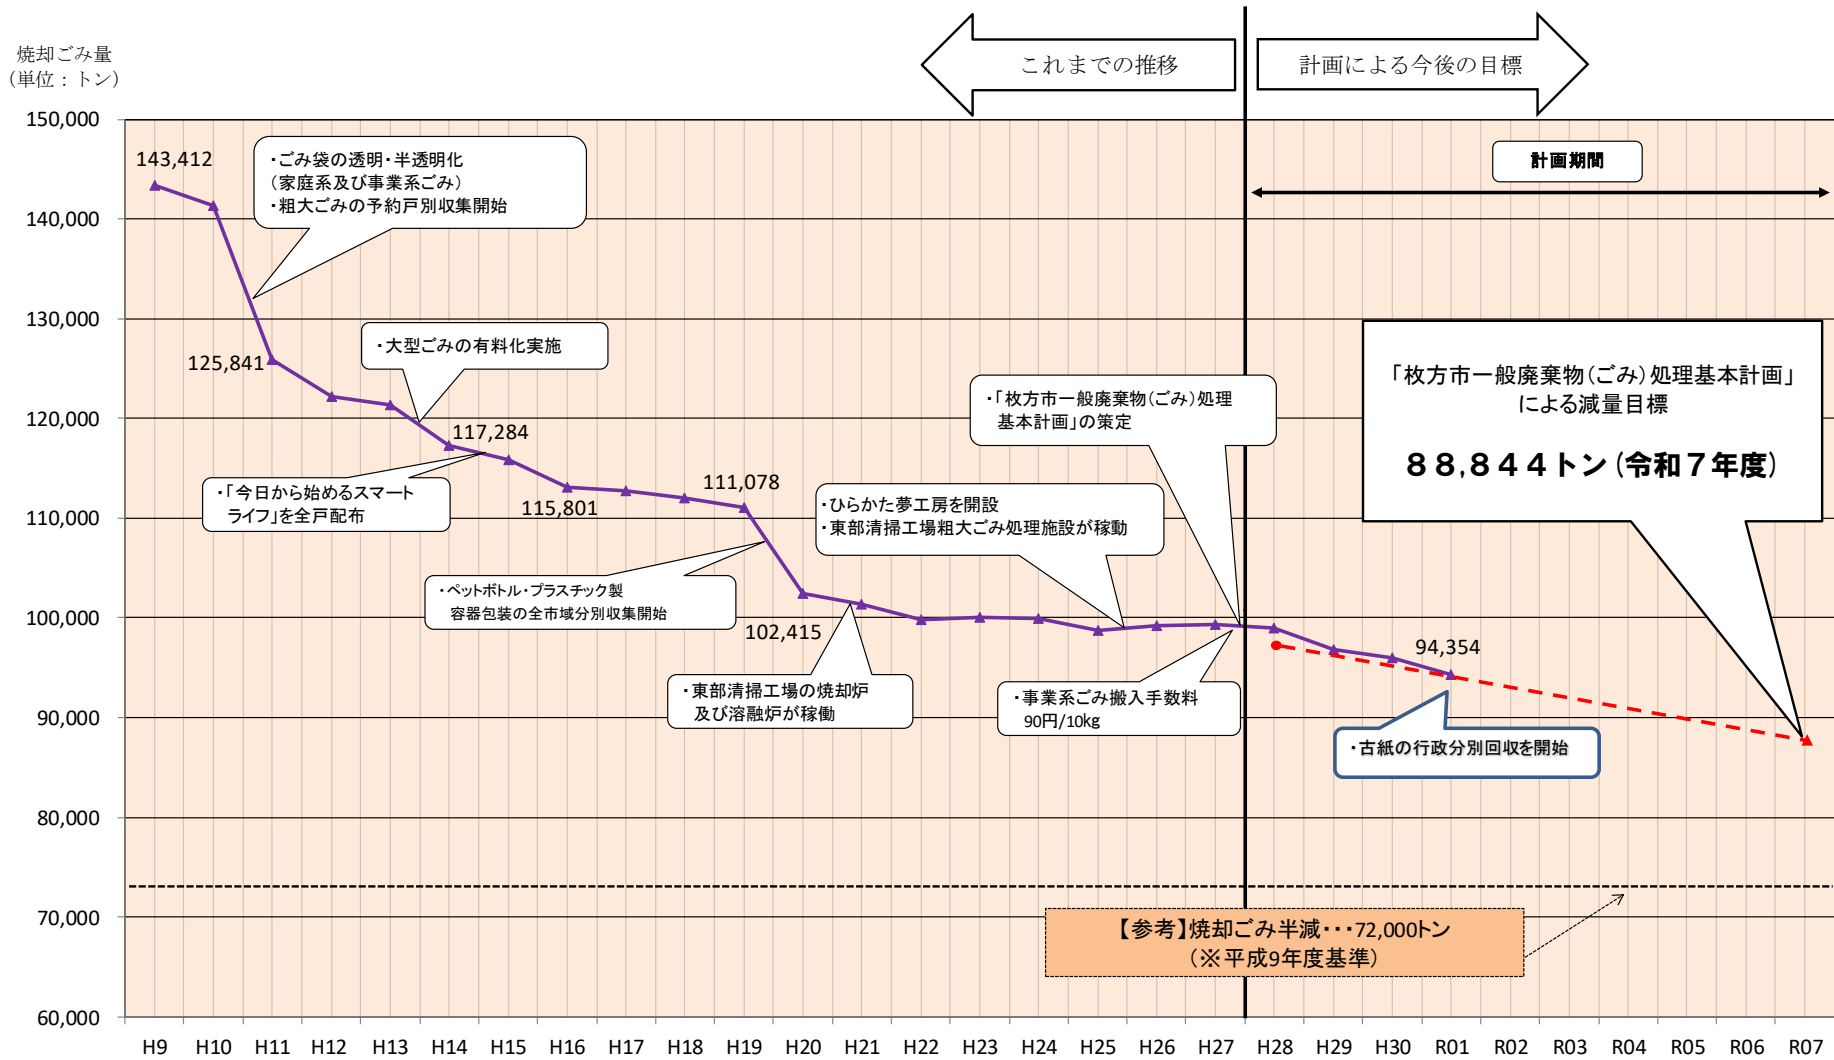 焼却ごみ量
（単位：トン）
これまでの推移
計画による今後の目標
150,000
140,000
130,000
120,000
110,000
100,000
90,000
80,000
70,000
60,000
計画期間
143,412
・ごみ袋の透明・半透明化
（家庭系及び事業系ごみ）
・粗大ごみの予約戸別収集開始
125,841
・大型ごみの有料化実施
117,284
・「今日から始めるスマート
ライフ」を全戸配布
115,801
111,078
・ペットボトル・プラスチック製
容器包装の全市域分別収集開始
102,415
・東部清掃工場の焼却炉
及び溶融炉が稼働
・ひらかた夢工房を開設
・東部清掃工場粗大ごみ処理施設が稼動
・「枚方市一般廃棄物（ごみ）処理
基本計画」の策定
・事業系ごみ搬入手数料
90円/10kg
94,354
・古紙の行政分別回収を開始
「枚方市一般廃棄物（ごみ）処理基本計画」
による減量目標
８８,８４４トン（令和７年度）
【参考】焼却ごみ半減・・・72,000トン
（※平成9年度基準）
H9 H10 H11 H12 H13 H14 H15 H16 H17 H18 H19 H20 H21 H22 H23 H24 H25 H26 H27 H28 H29 H30 R01 R02 R03 R04 R05 R06 R07